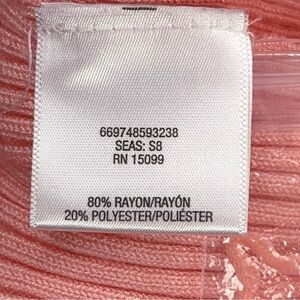 669748593238
SEAS: S8
RN 15099
80% RAYON/RAYÓN
20% POLYESTER/POLIÉSTER